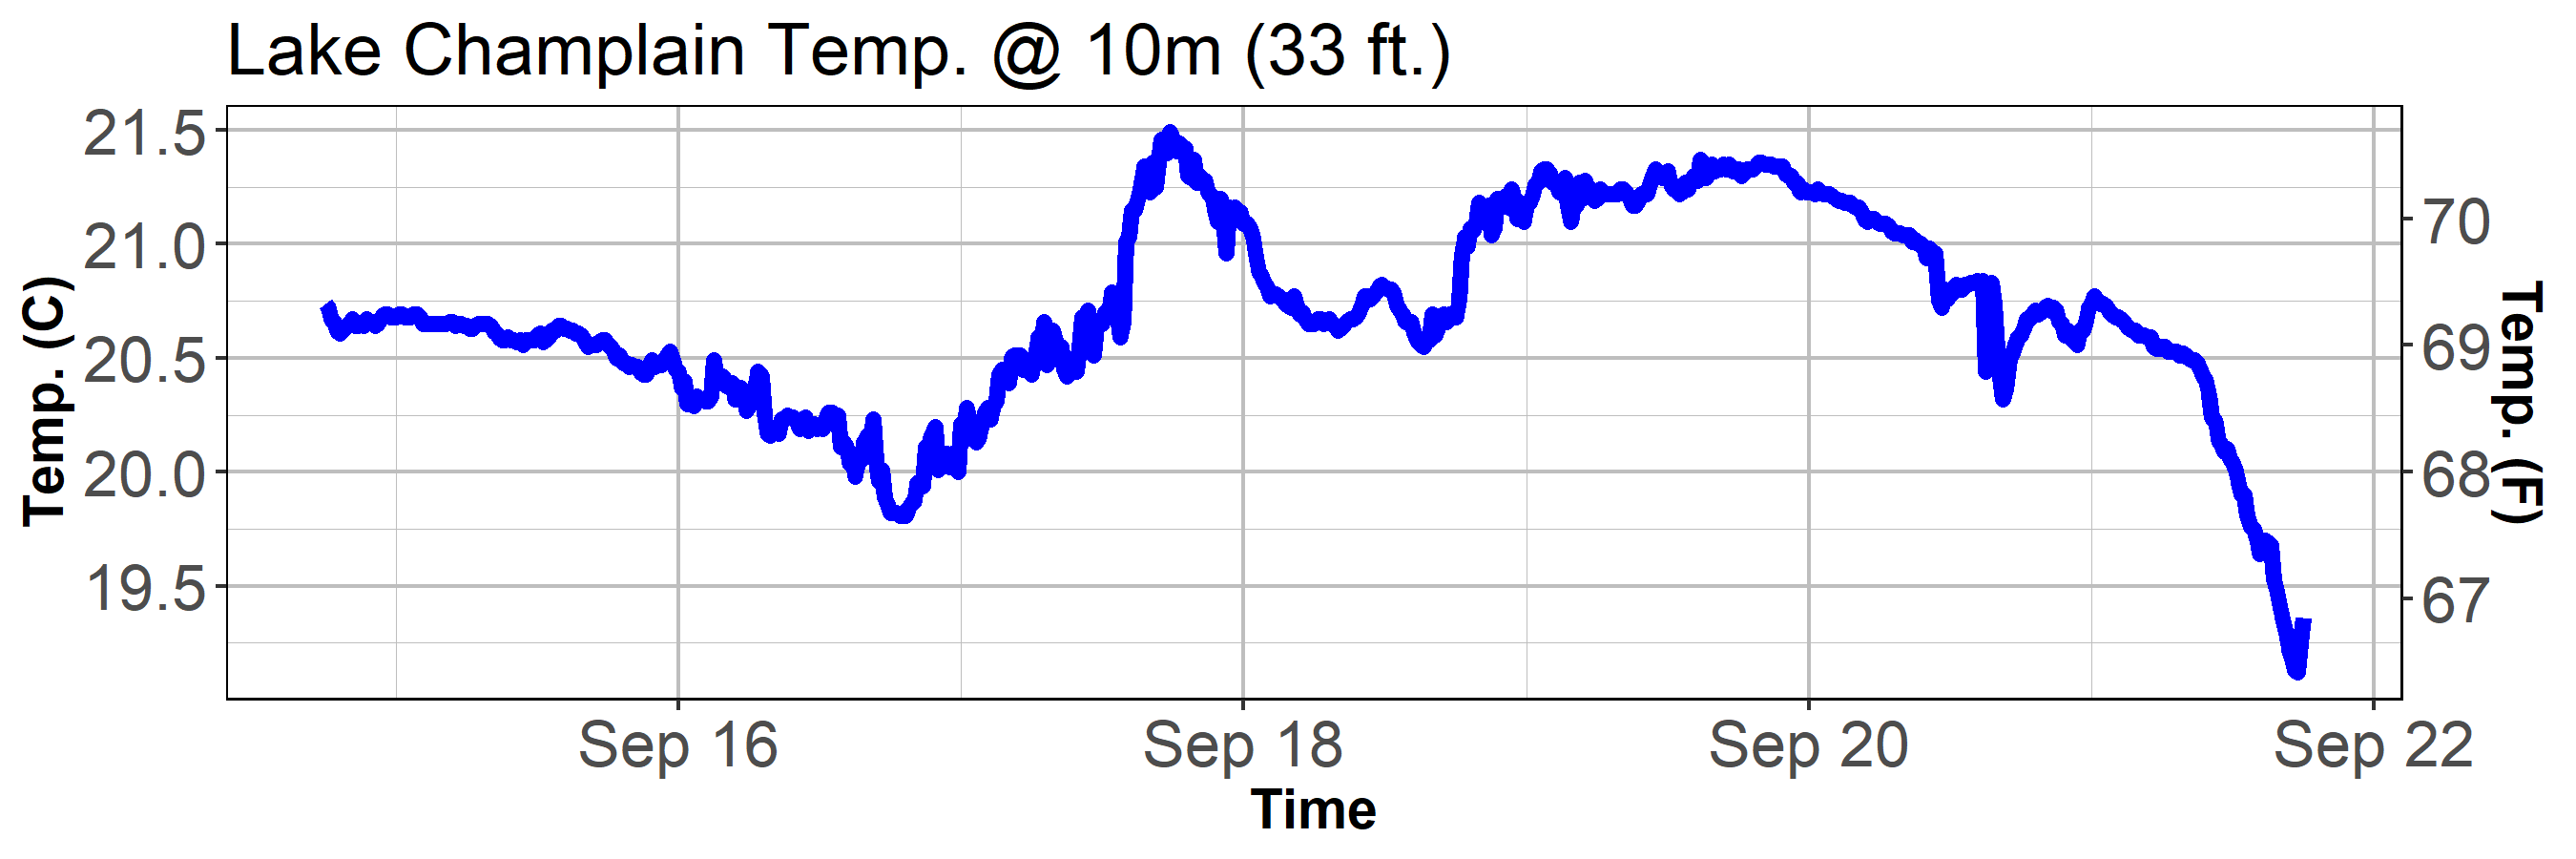 Lake Champlain Temp. @ 10m (33 ft.)
Temp. (C)
21.5
21.0
20.5
20.0
19.5
70
69
68
67
Temp. (F)
Sep 16
Sep 18
Sep 20
Sep 22
Time